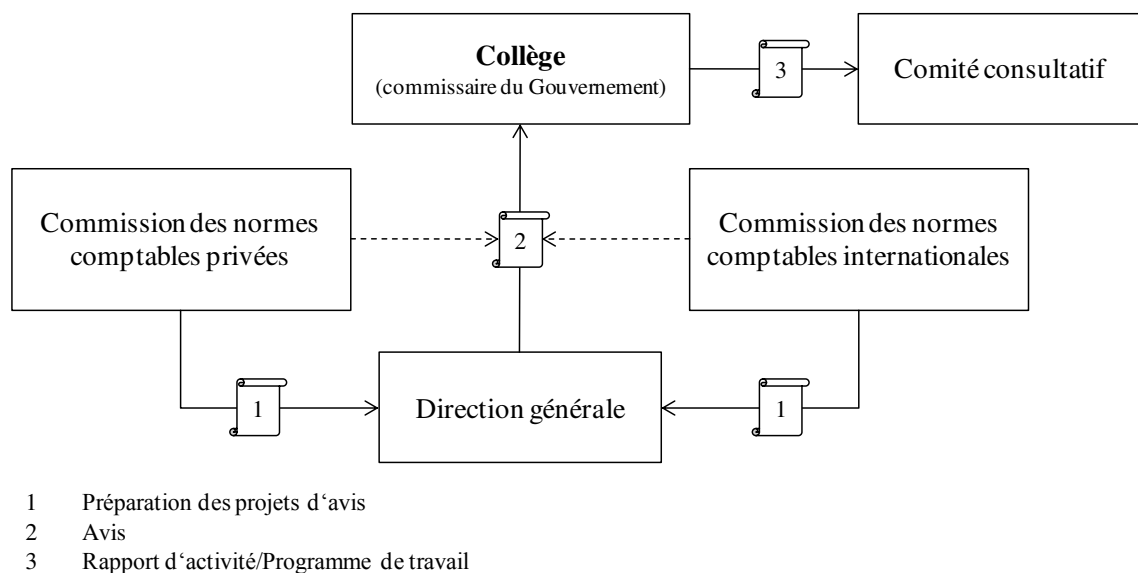 Collège
(commissaire du Gouvernement)
3
Comité consultatif
Commission des normes
comptables privées
2
Commission des normes
comptables internationales
1
Direction générale
1
1 Préparation des projets d‘avis
2 Avis
3 Rapport d‘activité/Programme de travail